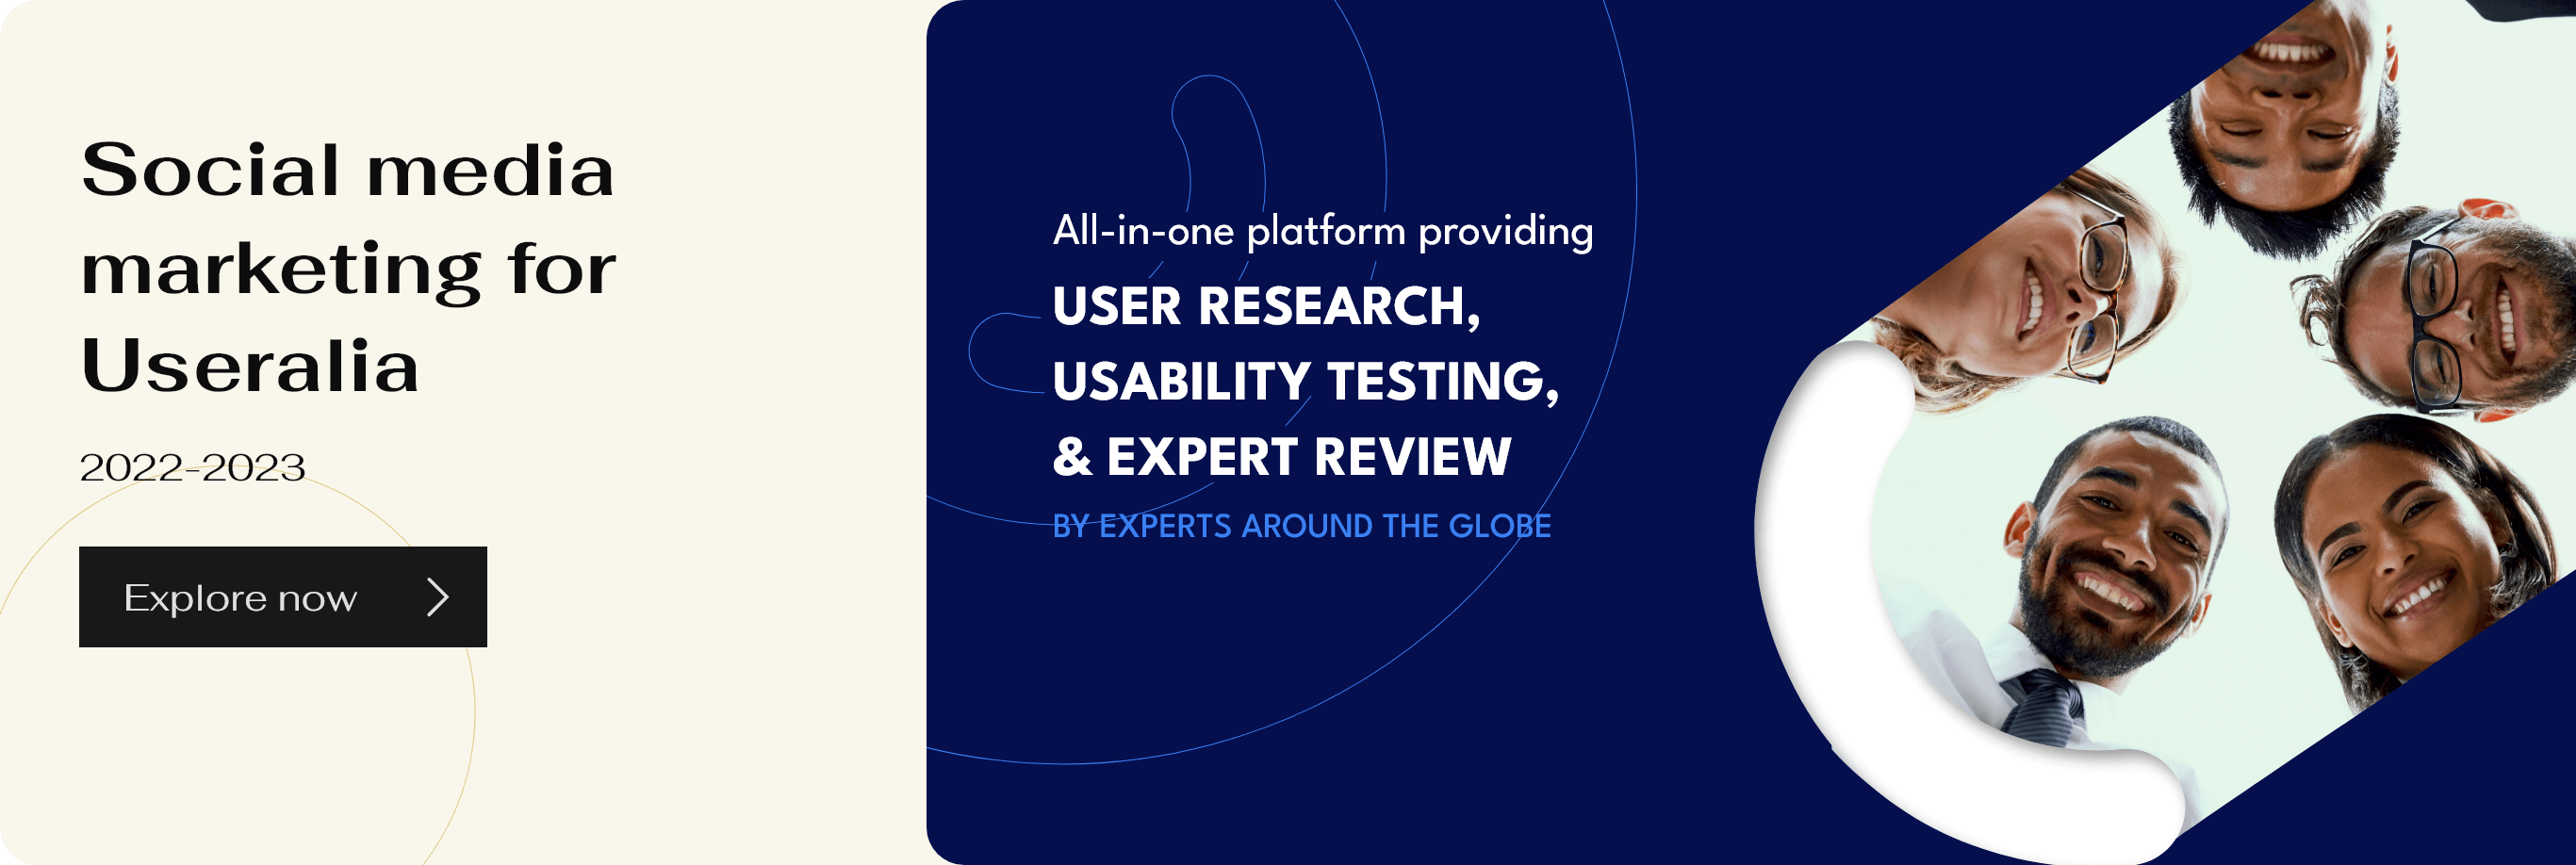 Social media
marketing for
Useralia
2022-2023
Explore now
All-in-one platform providing
USER RESEARCH,
USABILITY TESTING,
& EXPERT REVIEW
BY EXPERTS AROUND THE GLOBE